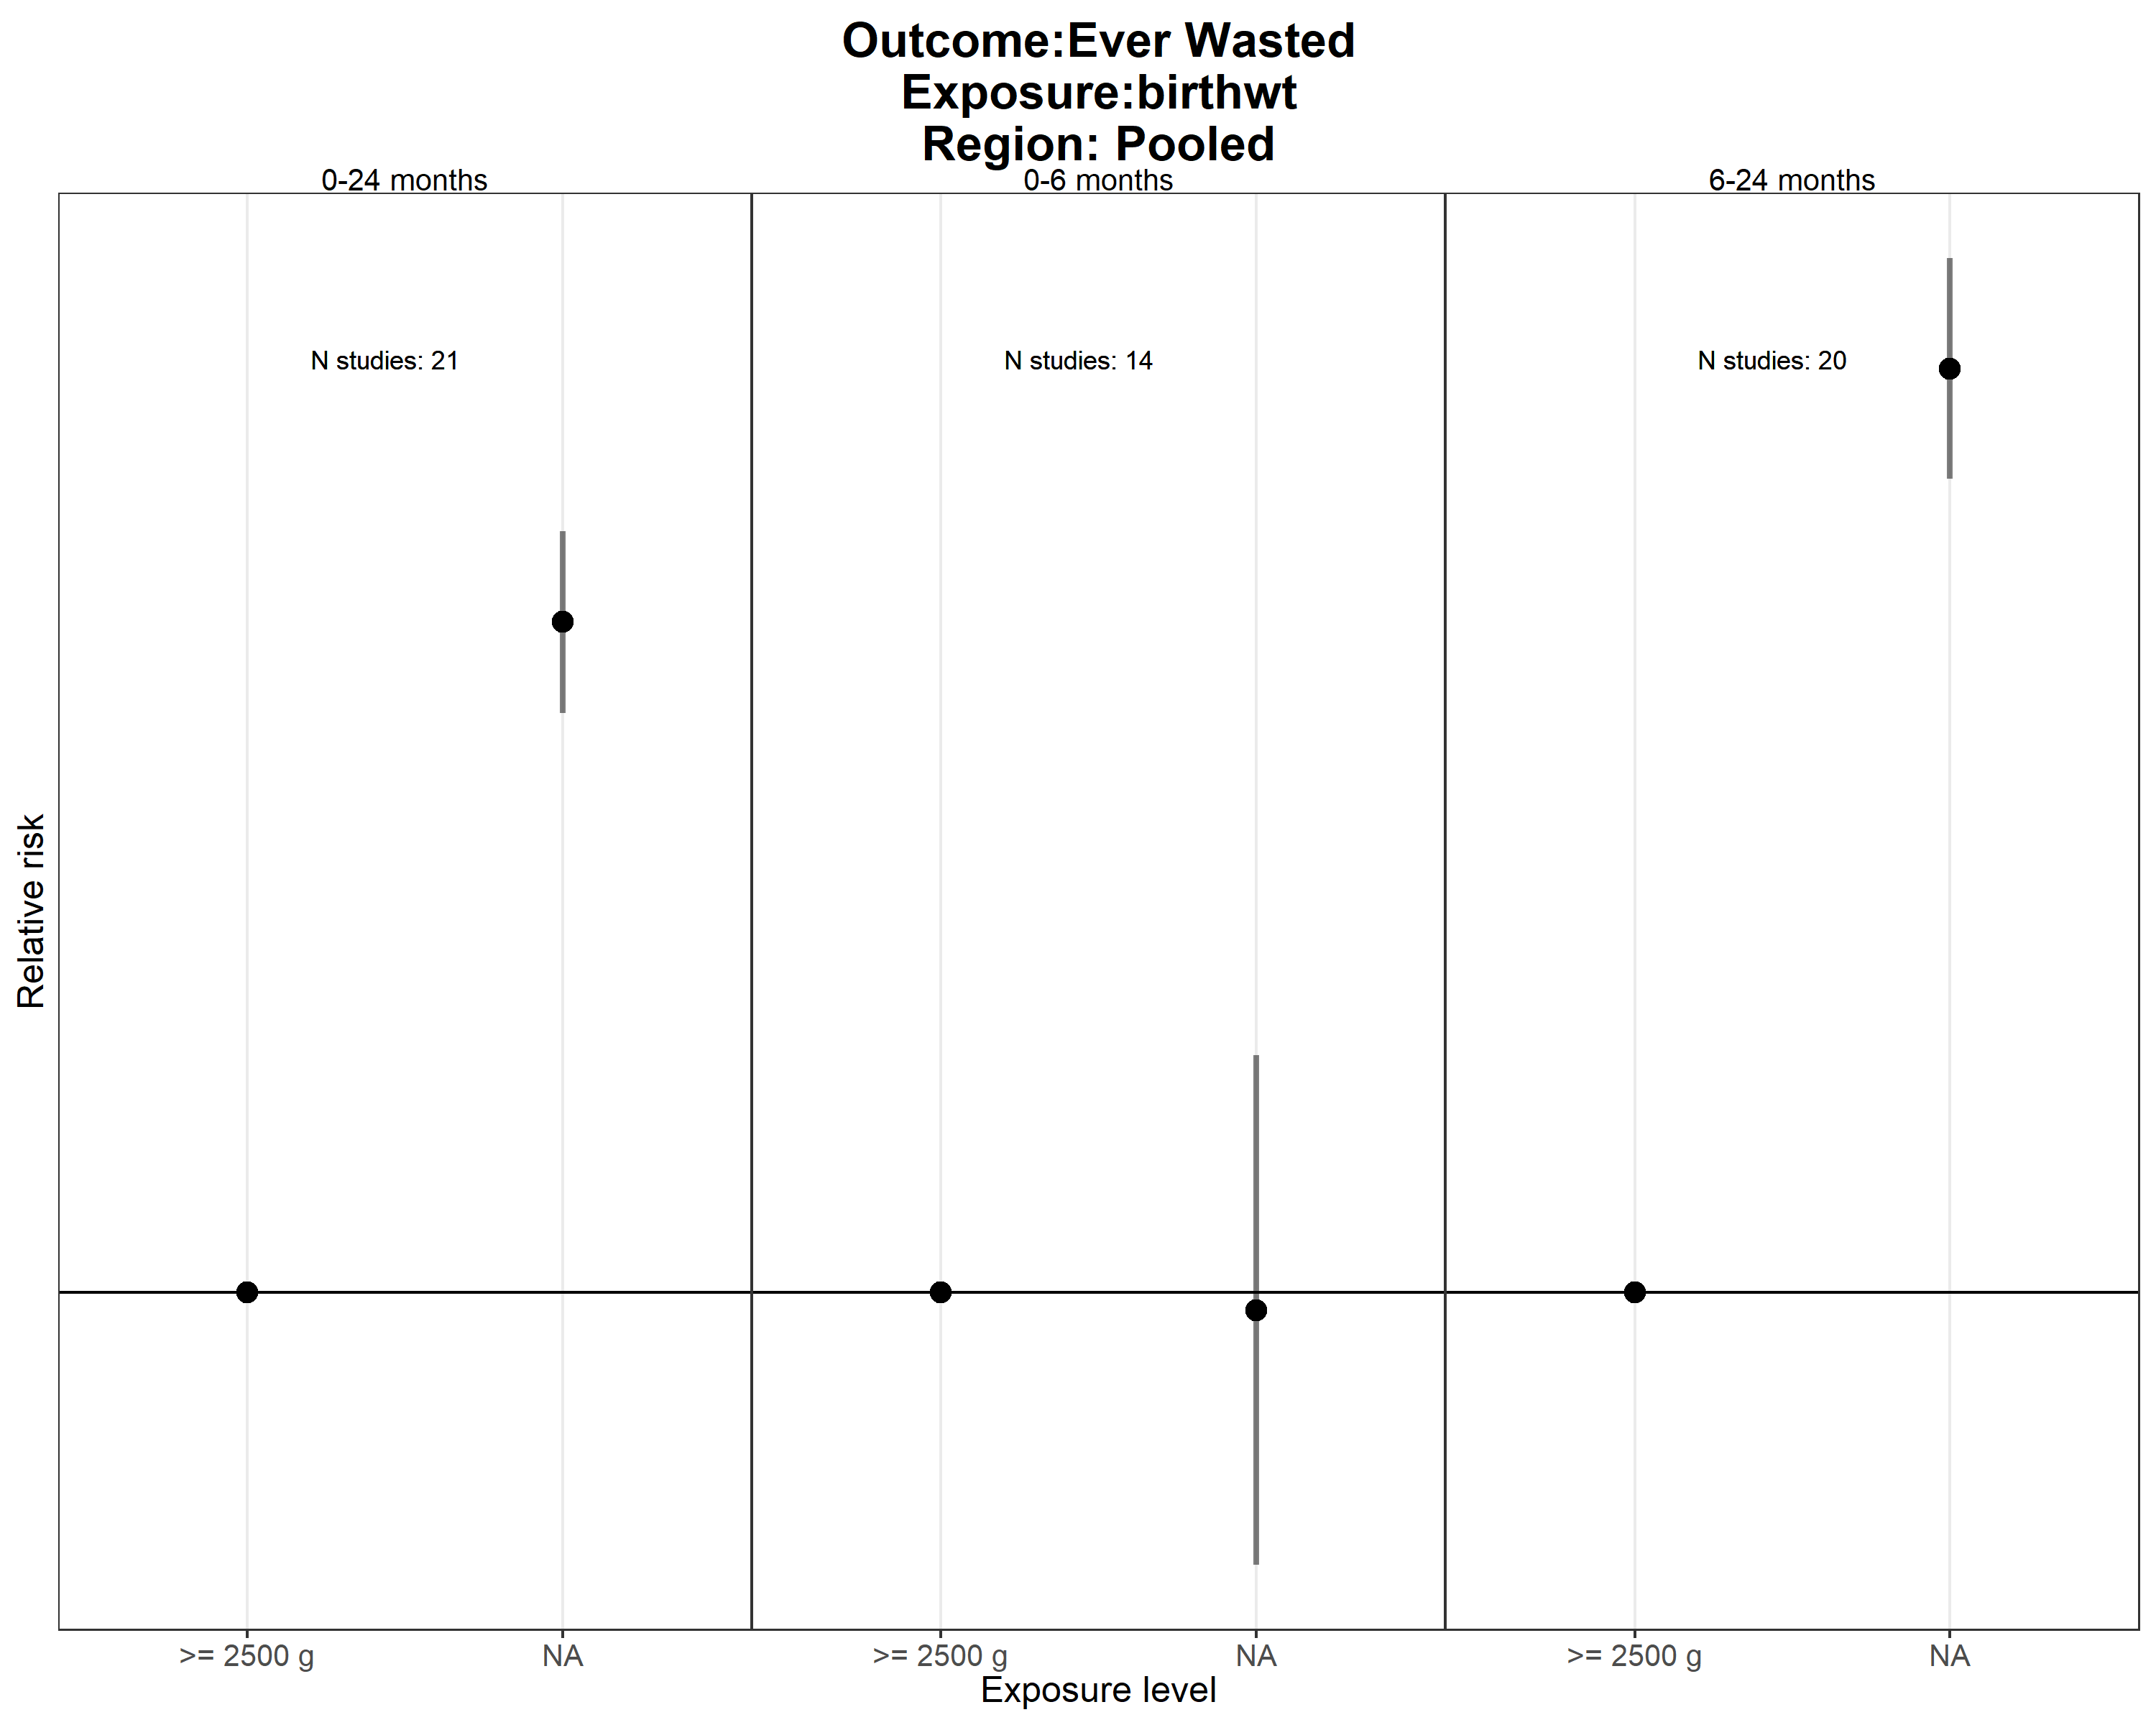 Outcome:Ever Wasted
Exposure:birthwt
Region: Pooled
0-24 months
0-6 months
6-24 months
N studies: 21
N studies: 14
N studies: 20
Relative risk
>= 2500 g
NA
>= 2500 g
NA
>= 2500 g
NA
Exposure level